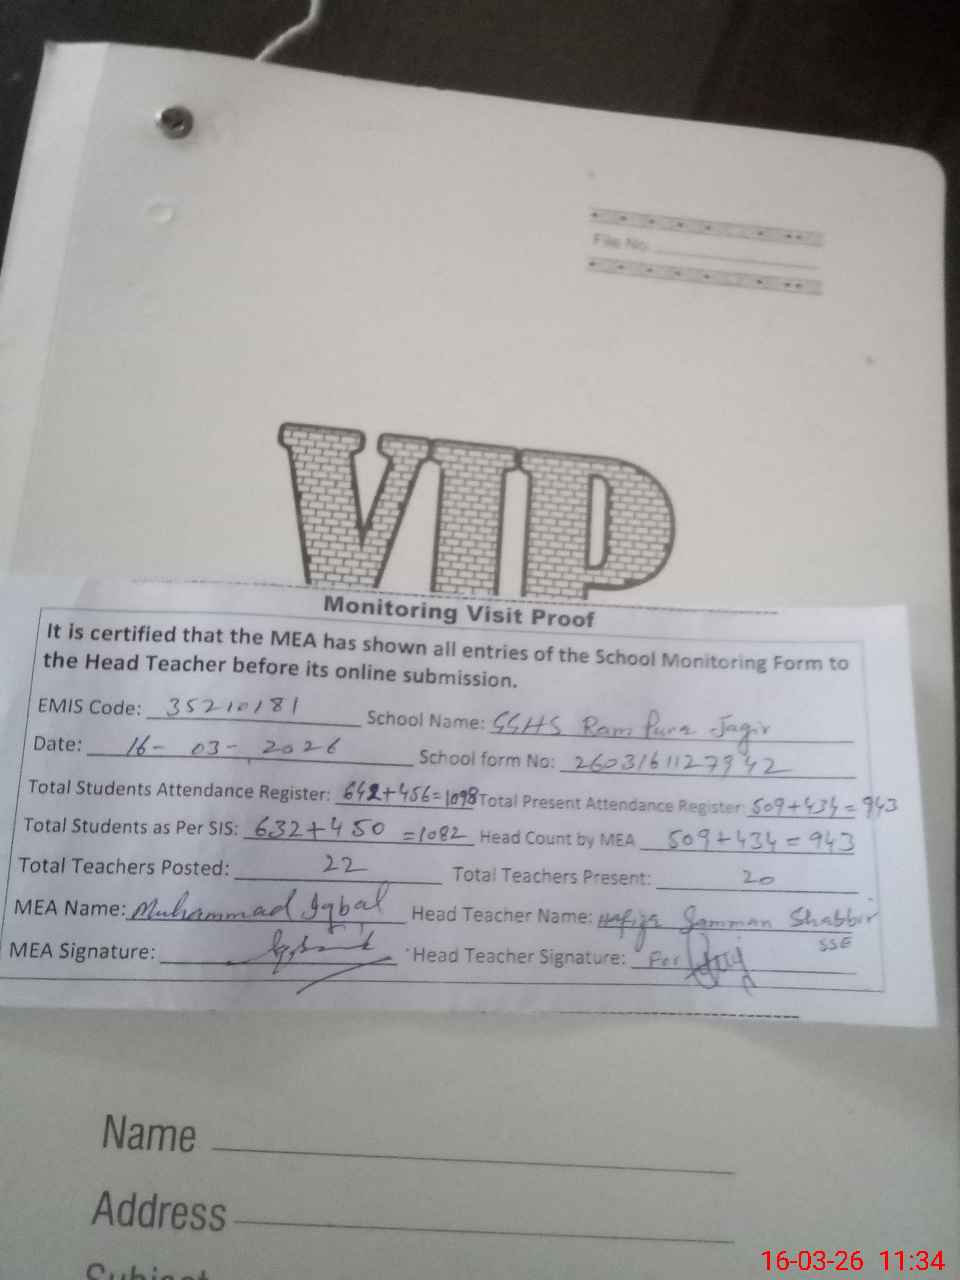 File No.
VIP
Monitoring Visit Proof
It is certified that the MEA has shown all entries of the School Monitoring Form to
the Head Teacher before its online submission.
EMIS Code: 35210181 School Name: GGHS Ram Pura Jagir
Date: 16-03-2026 School form No: 2603161127942
Total Students Attendance Register: 642+456=1098 Total Present Attendance Register: 509+434=943
Total Students as Per SIS: 632+450=1082 Head Count by MEA 509+434=943
Total Teachers Posted: 22 Total Teachers Present: 20
MEA Name: Muhammad Iqbal Head Teacher Name: Hafiza Samman Shabbir
SSE
MEA Signature: Head Teacher Signature: For
Name
Address
Subject
16-03-26 11:34